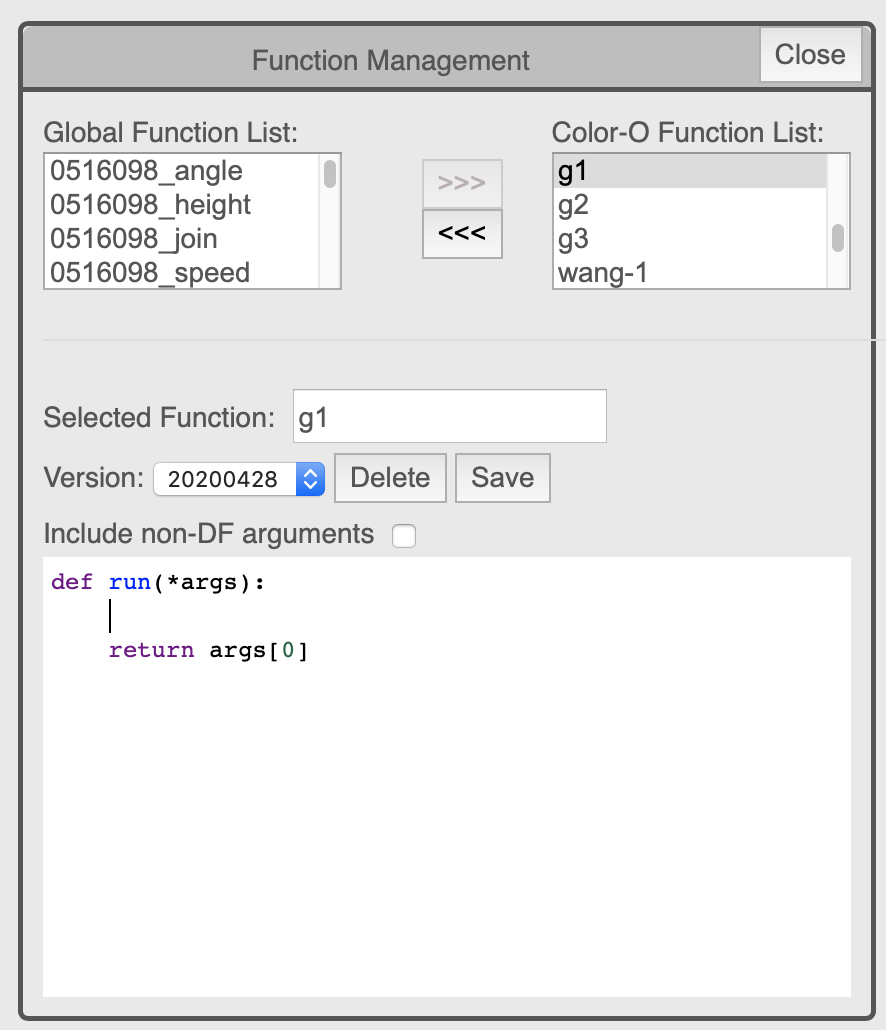 Function Management
Close
Global Function List:
0516098_angle
0516098_height
0516098_join
0516098_speed
>>>
<<<
Color-O Function List:
g1
g2
g3
wang-1
Selected Function: g1
Version: 20200428 Delete Save
Include non-DF arguments
def run(*args):
    return args[0]